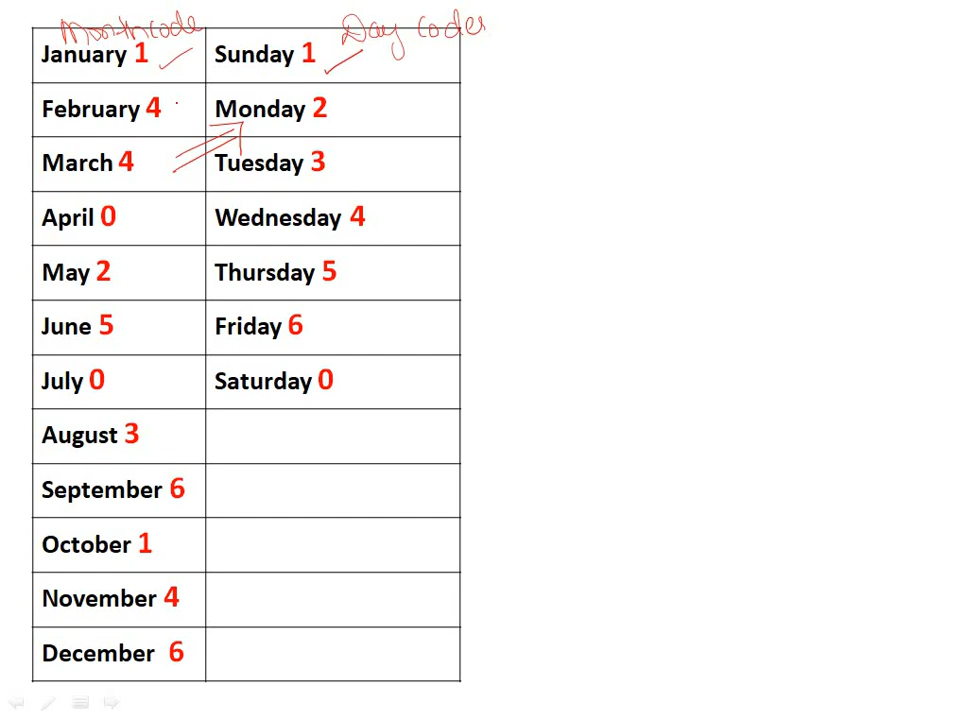 Month code Day codes
January 1 Sunday 1
February 4 Monday 2
March 4 Tuesday 3
April 0 Wednesday 4
May 2 Thursday 5
June 5 Friday 6
July 0 Saturday 0
August 3
September 6
October 1
November 4
December 6